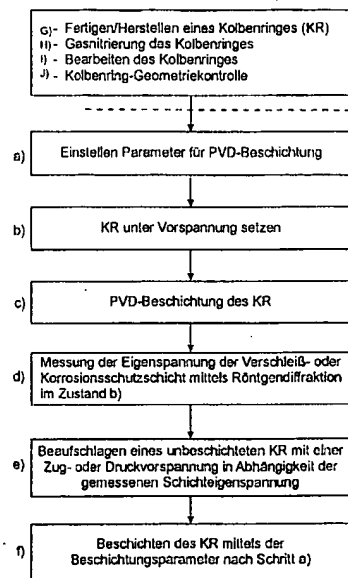 G)- Fertigen/Herstellen eines Kolbenringes (KR)
H)- Gasnitrierung des Kolbenringes
I)- Bearbeiten des Kolbenringes
J)- Kolbenring-Geometriekontrolle
a) Einstellen Parameter für PVD-Beschichtung
b) KR unter Vorspannung setzen
c) PVD-Beschichtung des KR
d) Messung der Eigenspannung der Verschleiß- oder
Korrosionsschutzschicht mittels Röntgendiffraktion
im Zustand b)
e) Beaufschlagen eines unbeschichteten KR mit einer
Zug- oder Druckvorspannung in Abhängigkeit der
gemessenen Schichteigenspannung
f) Beschichten des KR mittels der
Beschichtungsparameter nach Schritt a)